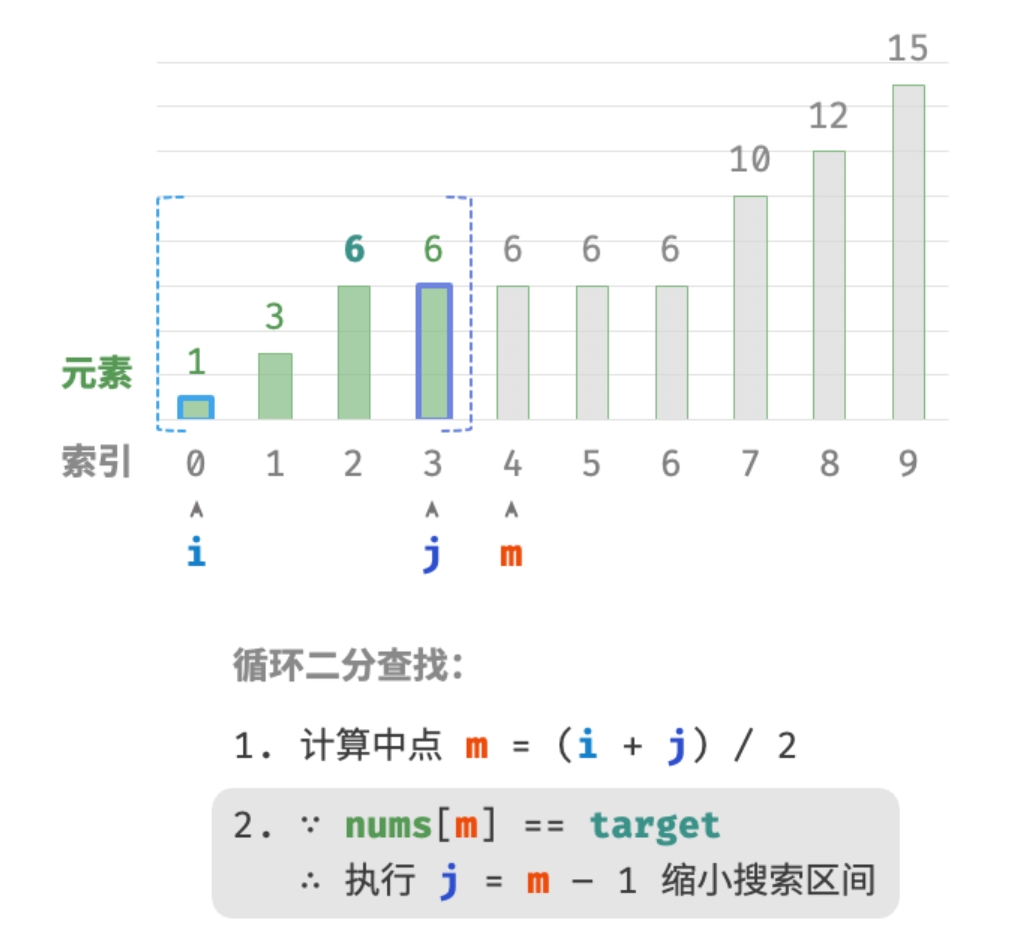 15
12
10
6 6 6 6 6
3
元素 1
索引 0 1 2 3 4 5 6 7 8 9
i j m
循环二分查找：
1. 计算中点 m = (i + j) / 2
2. ∵ nums[m] == target
∴ 执行 j = m − 1 缩小搜索区间